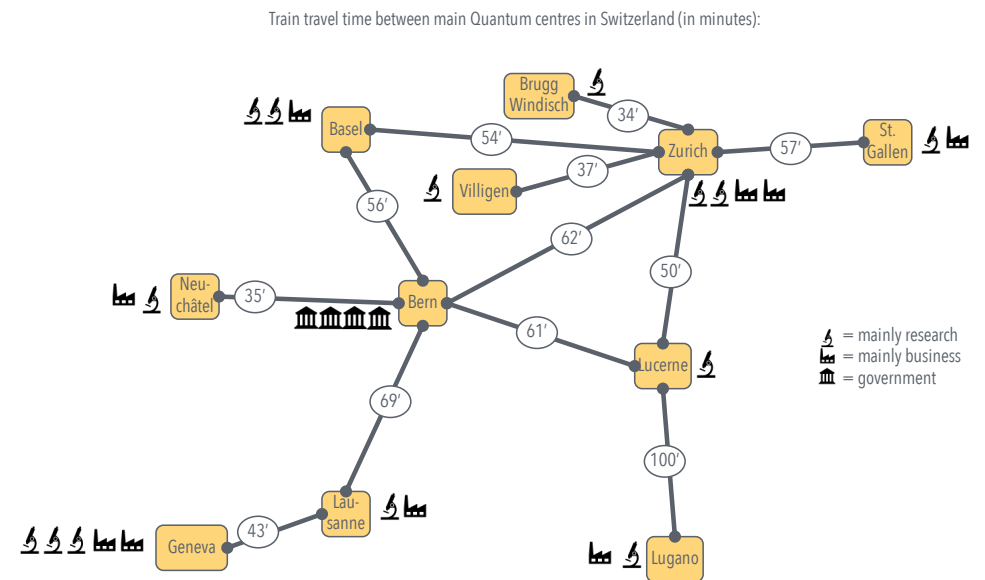 Train travel time between main Quantum centres in Switzerland (in minutes):
Brugg
Windisch
34’
Basel
54’
Zurich
57’
St.
Gallen
37’
Villigen
56’
62’
50’
Neu-
châtel
35’
Bern
61’
Lucerne
= mainly research
= mainly business
= government
69’
100’
Lau-
sanne
43’
Geneva
Lugano